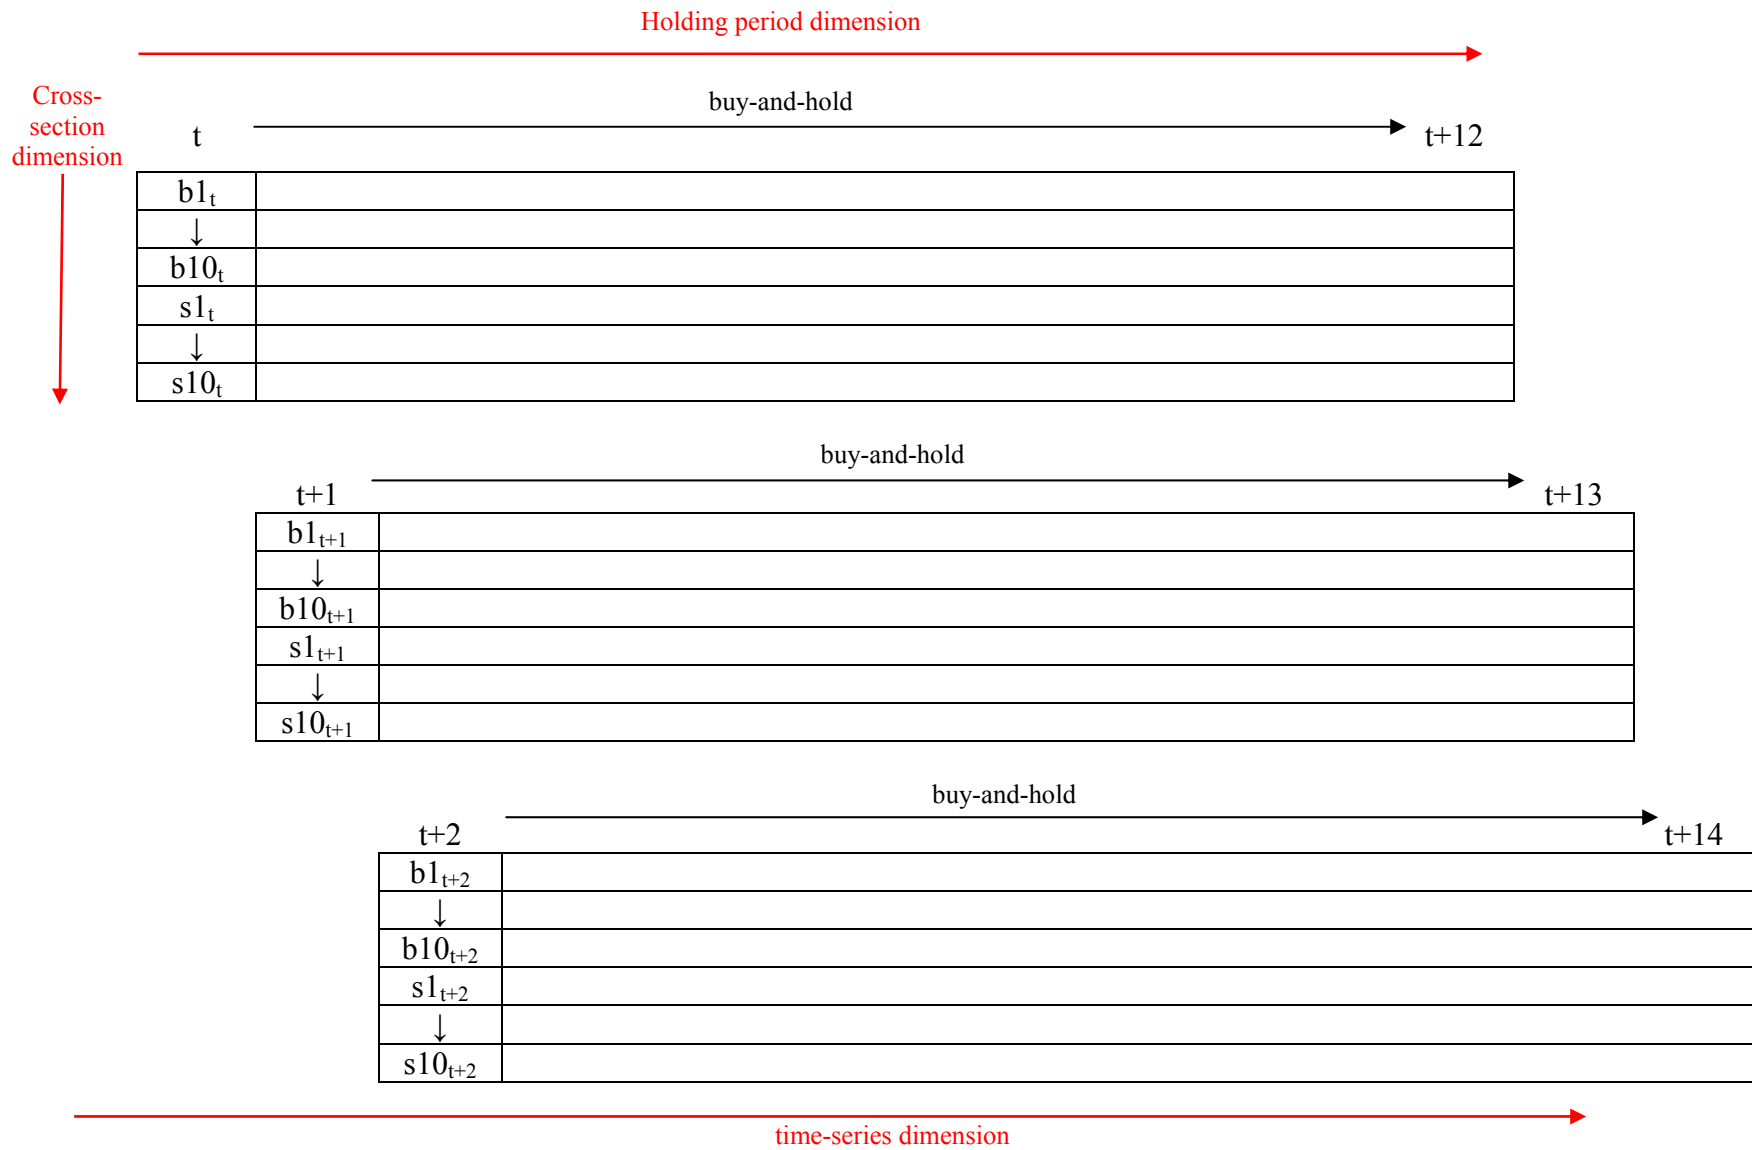 Holding period dimension
Cross-
section
dimension
buy-and-hold
t
t+12
b1t
↓
b10t
s1t
↓
s10t
buy-and-hold
t+1
t+13
b1t+1
↓
b10t+1
s1t+1
↓
s10t+1
buy-and-hold
t+2
t+14
b1t+2
↓
b10t+2
s1t+2
↓
s10t+2
time-series dimension